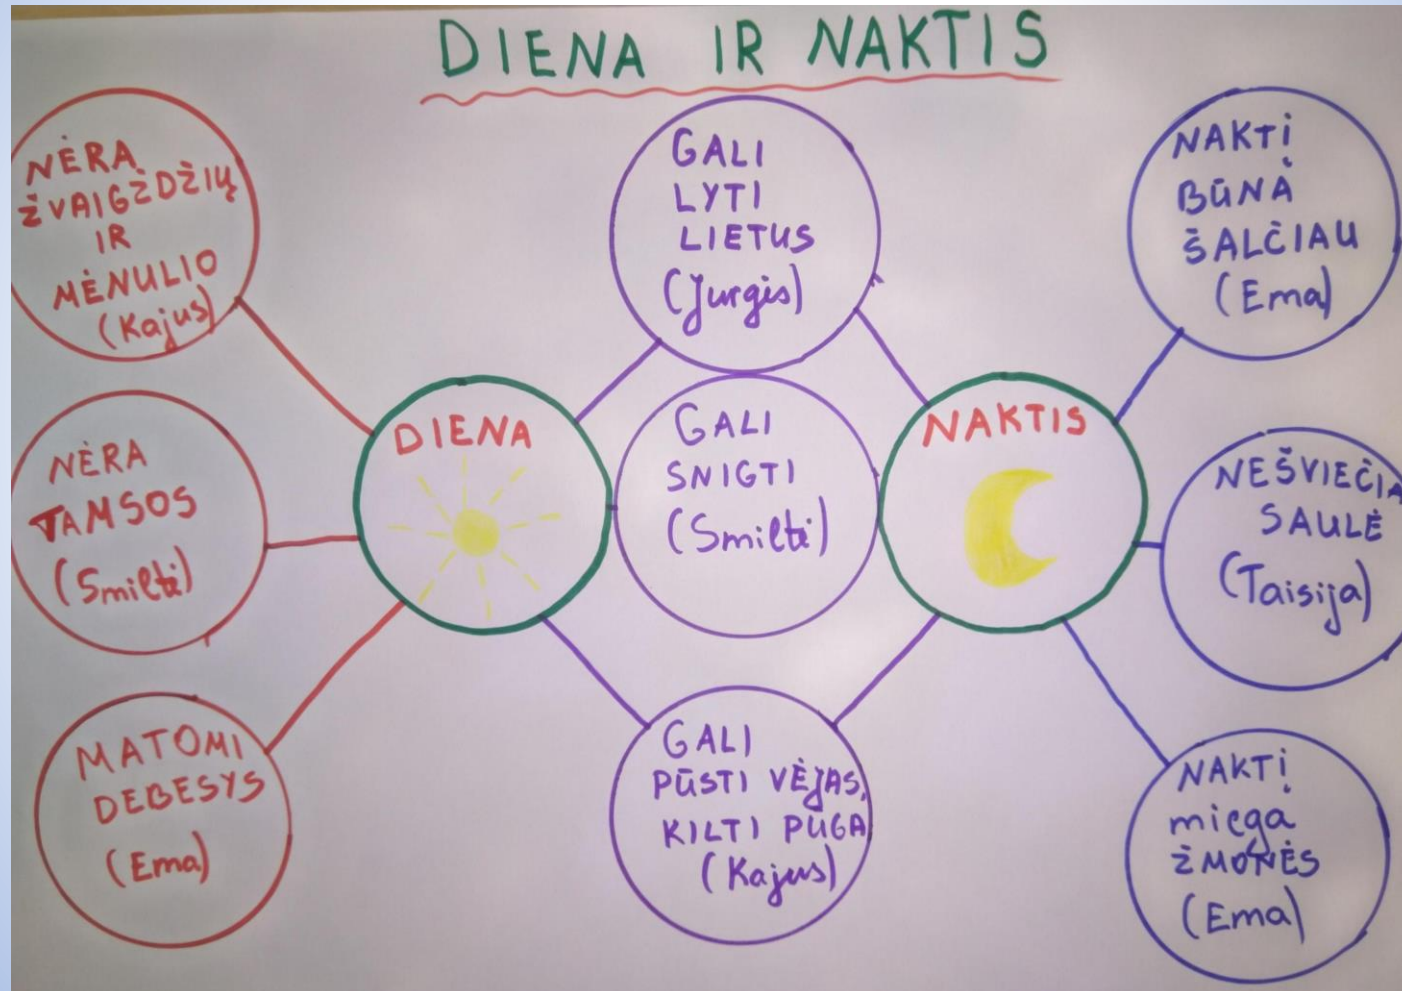 DIENA IR NAKTIS
NĖRA
ŽVAIGŽDŽIŲ
IR
MĖNULIO
(Kajus)
NĖRA
TAMSOS
(Smiltė)
MATOMI
DEBESYS
(Ema)
DIENA
GALI
LYTI
LIETUS
(Jurgis)
GALI
SNIGTI
(Smiltė)
GALI
PŪSTI VĖJAS,
KILTI PŪGA
(Kajus)
NAKTIS
NAKTĮ
BŪNA
ŠALČIAU
(Ema)
NEŠVIEČIA
SAULĖ
(Taisija)
NAKTĮ
miega
ŽMONĖS
(Ema)